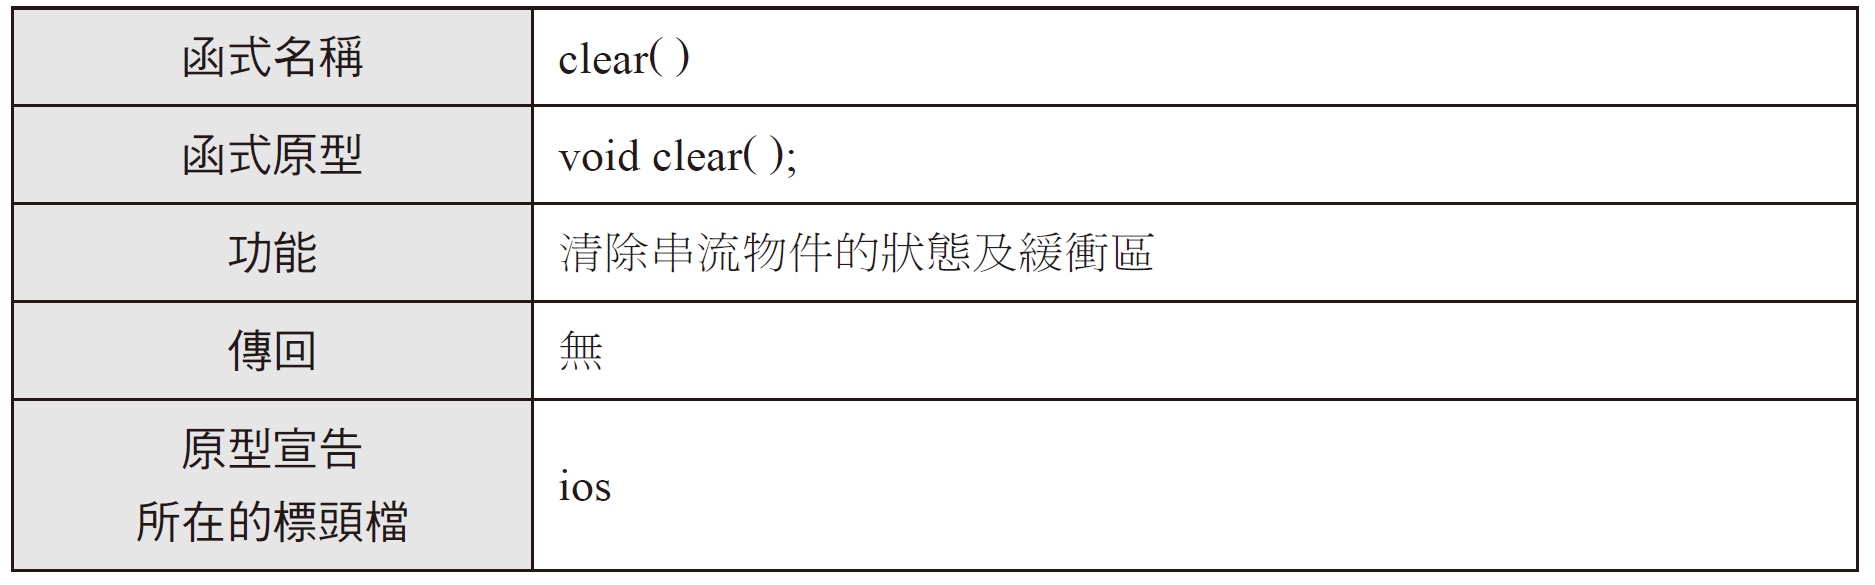 函式名稱
clear( )
函式原型
void clear( );
功能
清除串流物件的狀態及緩衝區
傳回
無
原型宣告
所在的標頭檔
ios